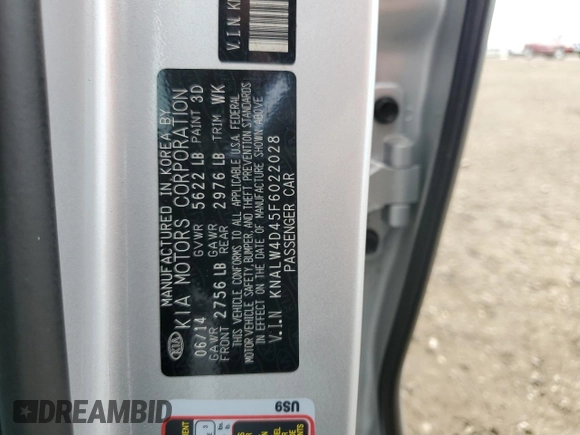 V.I.N. K
MANUFACTURED IN KOREA BY
KIA KIA MOTORS CORPORATION
06/14 GVWR 5622 LB PAINT 3D
GAWR GAWR TRIM WK
FRONT 2756 LB REAR 2976 LB
THIS VEHICLE CONFORMS TO ALL APPLICABLE U.S.A. FEDERAL
MOTOR VEHICLE SAFETY, BUMPER, AND THEFT PREVENTION STANDARDS
IN EFFECT ON THE DATE OF MANUFACTURE SHOWN ABOVE
V.I.N KNALW4D45F6022028
PASSENGER CAR
US9
DREAMBID